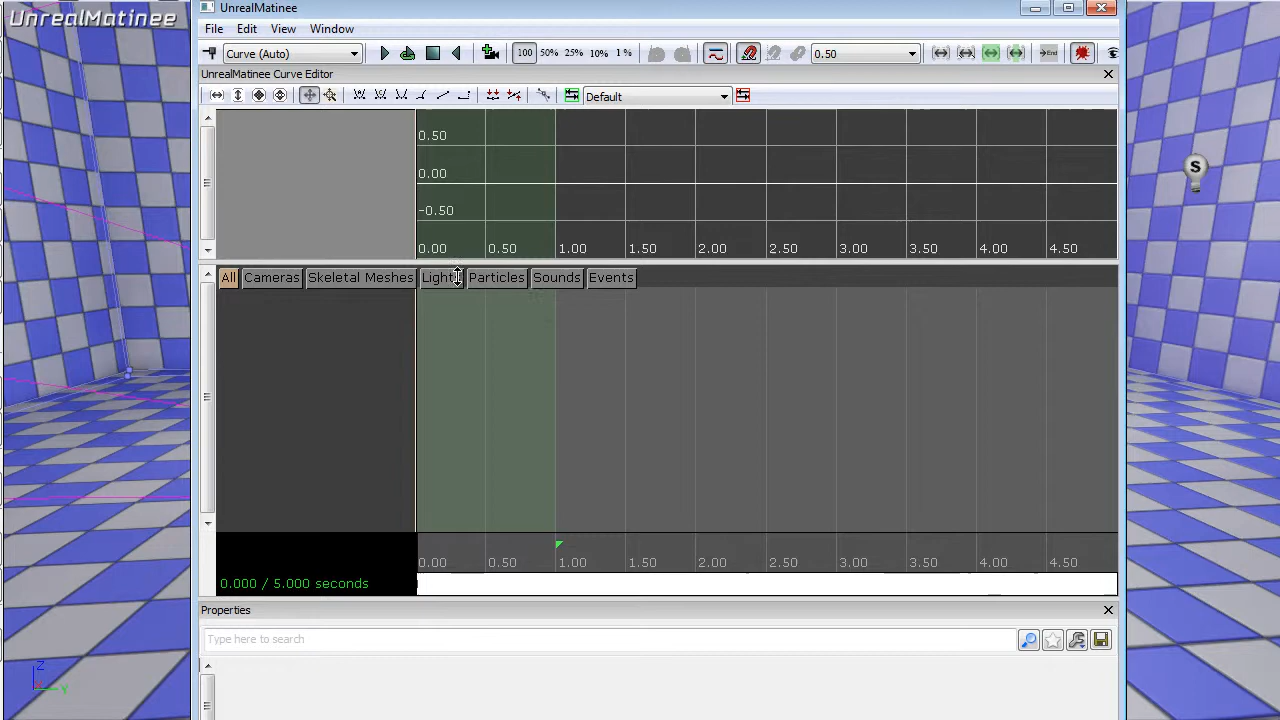 UnrealMatinee
UnrealMatinee
File Edit View Window
Curve (Auto) 100 50% 25% 10% 1 % 0.50 End
UnrealMatinee Curve Editor
Default
0.50
0.00
-0.50
0.00 0.50 1.00 1.50 2.00 2.50 3.00 3.50 4.00 4.50
All Cameras Skeletal Meshes Lights Particles Sounds Events
0.00 0.50 1.00 1.50 2.00 2.50 3.00 3.50 4.00 4.50
0.000 / 5.000 seconds
Properties
Type here to search
S
Z
Y